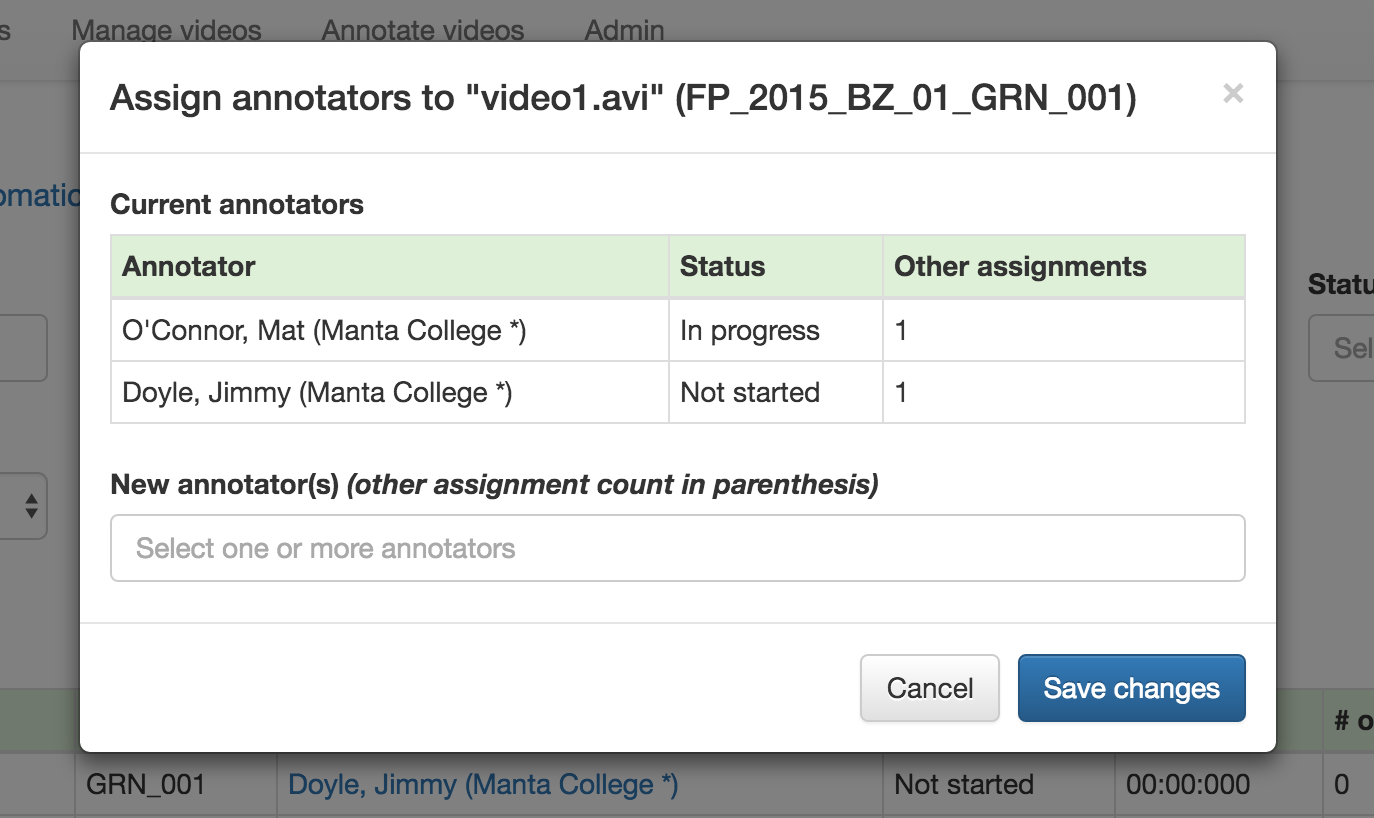 s Manage videos Annotate videos Admin
Assign annotators to "video1.avi" (FP_2015_BZ_01_GRN_001) ×
Current annotators
Annotator Status Other assignments
O'Connor, Mat (Manta College *) In progress 1
Doyle, Jimmy (Manta College *) Not started 1
New annotator(s) (other assignment count in parenthesis)
Select one or more annotators
Cancel Save changes
omatic
Statu
Sel
# o
GRN_001 Doyle, Jimmy (Manta College *) Not started 00:00:000 0